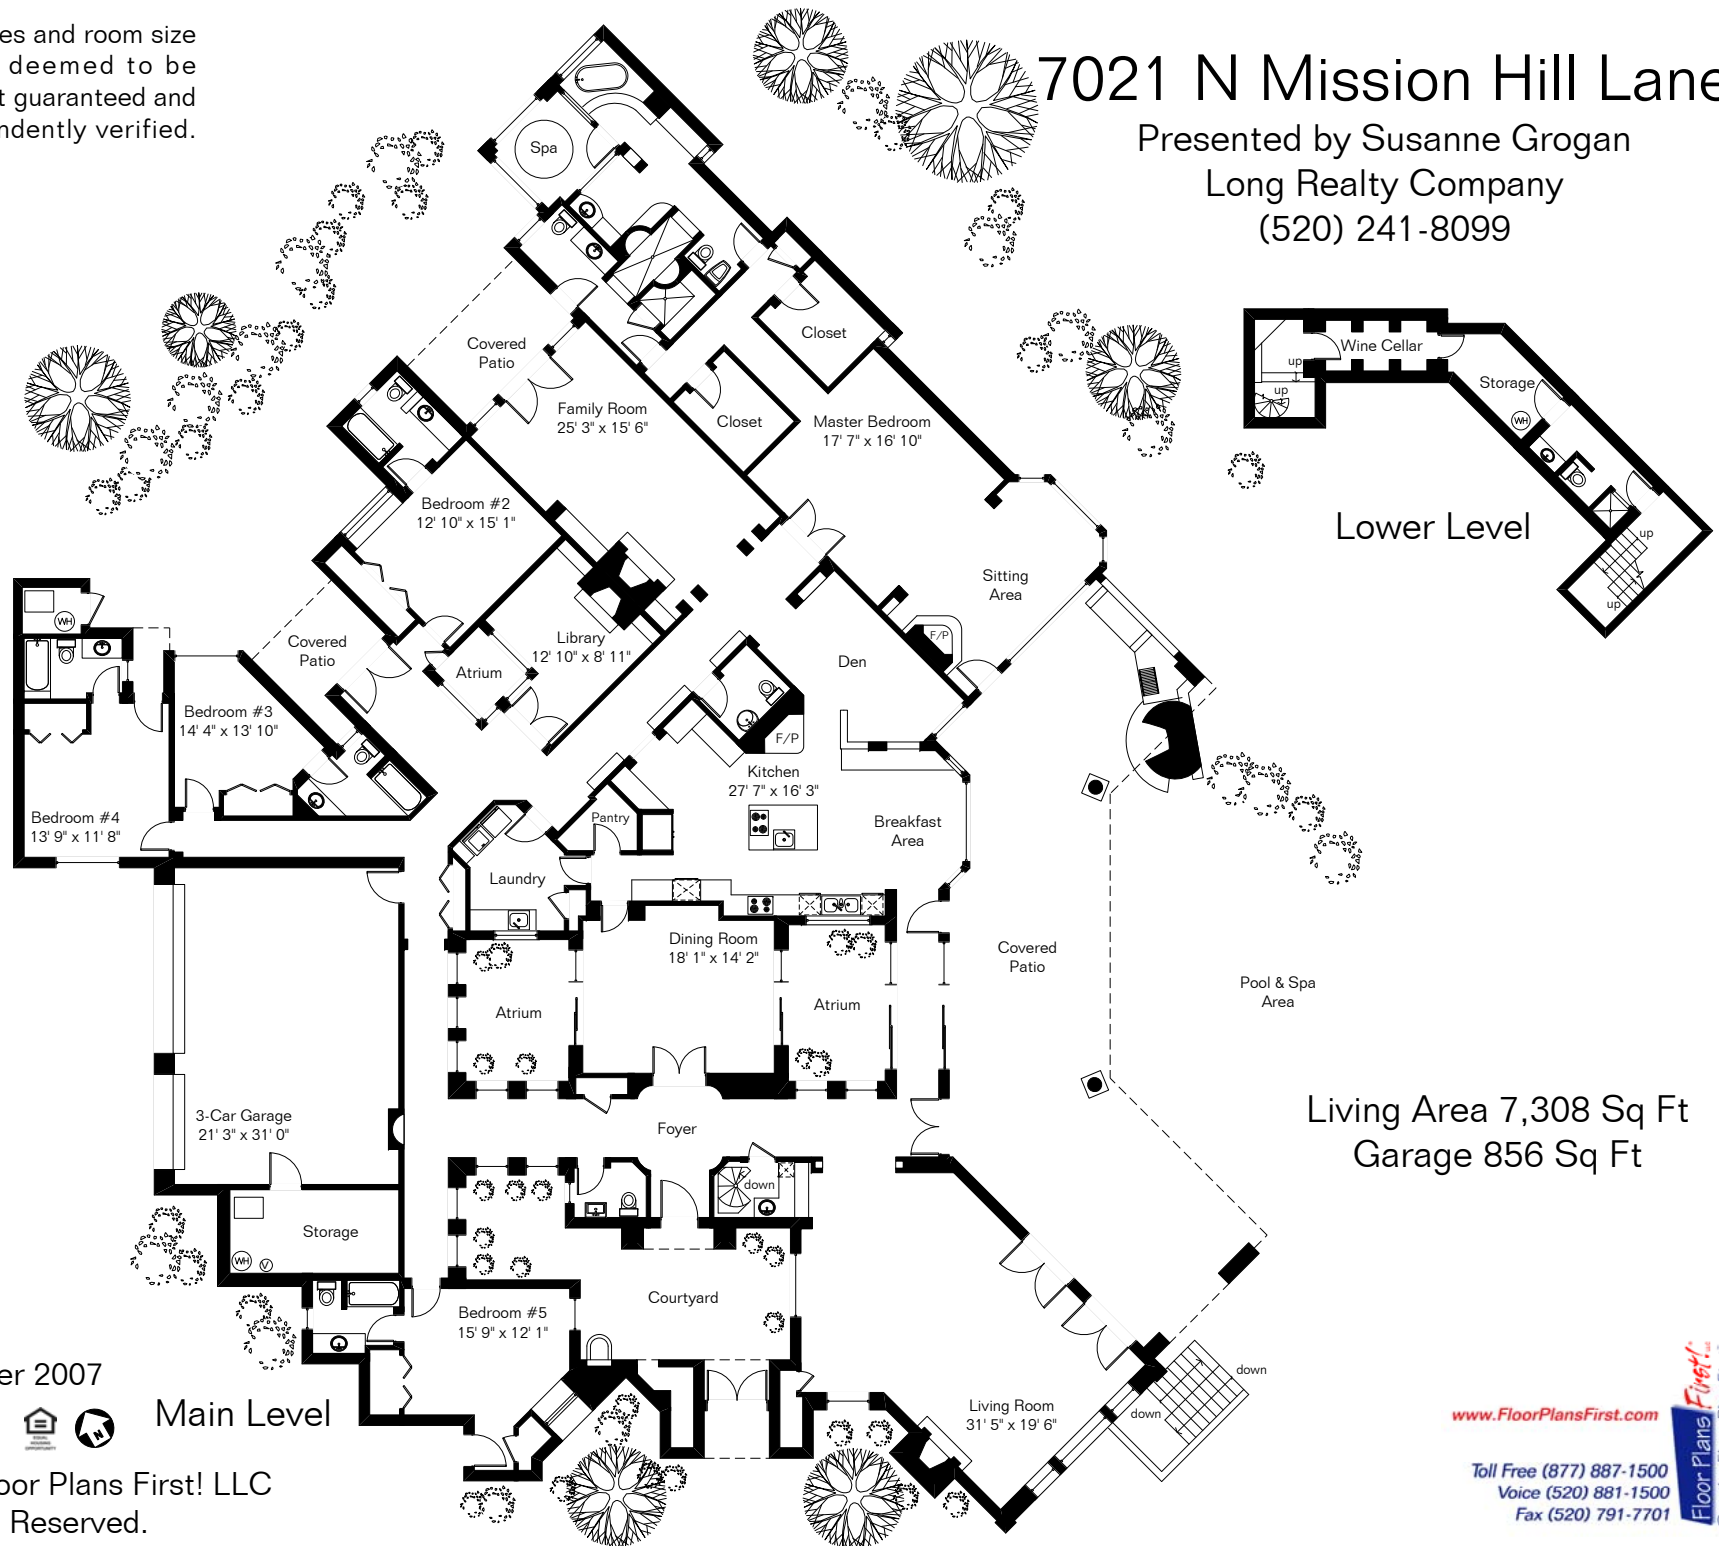 es and room size
deemed to be
t guaranteed and
ndently verified.
7021 N Mission Hill Lane
Presented by Susanne Grogan
Long Realty Company
(520) 241-8099
Spa
Covered
Patio
Closet
Family Room
25' 3" x 15' 6"
Closet
Master Bedroom
17' 7" x 16' 10"
Wine Cellar
up
up
Storage
WH
up
up
Lower Level
Bedroom #2
12' 10" x 15' 1"
Sitting
Area
WH
Covered
Patio
Library
12' 10" x 8' 11"
Atrium
F/P
Den
Bedroom #3
14' 4" x 13' 10"
F/P
Kitchen
27' 7" x 16' 3"
Bedroom #4
13' 9" x 11' 8"
Pantry
Breakfast
Area
Laundry
Dining Room
18' 1" x 14' 2"
Covered
Patio
Pool & Spa
Area
Atrium
Atrium
3-Car Garage
21' 3" x 31' 0"
Foyer
Living Area 7,308 Sq Ft
Garage 856 Sq Ft
down
Storage
WH
V
Courtyard
Bedroom #5
15' 9" x 12' 1"
Living Room
31' 5" x 19' 6"
down
down
er 2007
Main Level
EQUAL HOUSING
OPPORTUNITY
N
oor Plans First! LLC
Reserved.
www.FloorPlansFirst.com
Toll Free (877) 887-1500
Voice (520) 881-1500
Fax (520) 791-7701
Floor Plans
First!